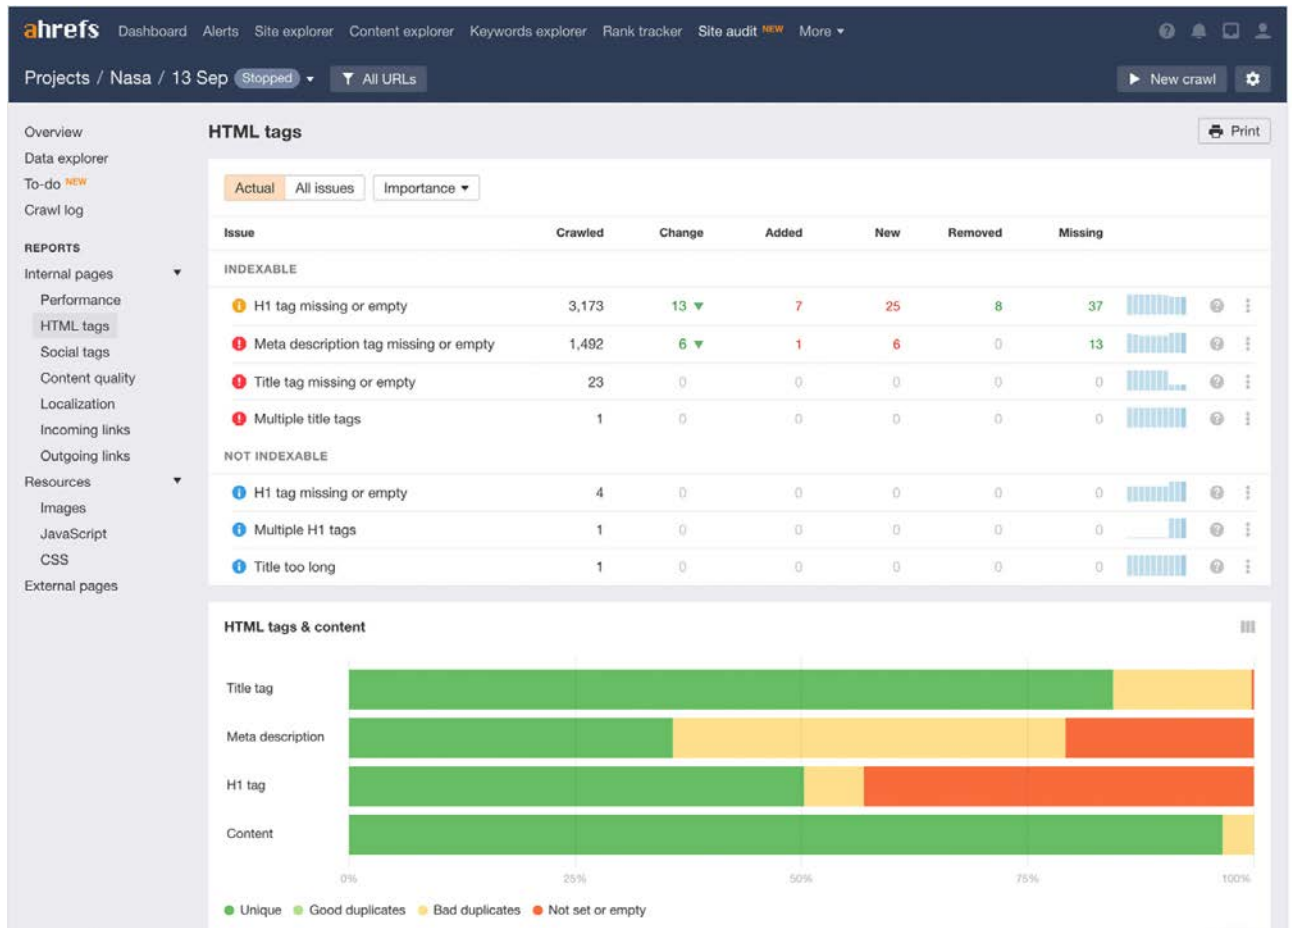 ahrefs Dashboard Alerts Site explorer Content explorer Keywords explorer Rank tracker Site audit NEW More
Projects / Nasa / 13 Sep Stopped All URLs New crawl
Overview
Data explorer
To-do NEW
Crawl log
REPORTS
Internal pages
Performance
HTML tags
Social tags
Content quality
Localization
Incoming links
Outgoing links
Resources
Images
JavaScript
CSS
External pages
HTML tags Print
Actual All issues Importance
Issue Crawled Change Added New Removed Missing
INDEXABLE
H1 tag missing or empty 3,173 13 7 25 8 37
Meta description tag missing or empty 1,492 6 1 6 0 13
Title tag missing or empty 23 0 0 0 0 0
Multiple title tags 1 0 0 0 0 0
NOT INDEXABLE
H1 tag missing or empty 4 0 0 0 0 0
Multiple H1 tags 1 0 0 0 0 0
Title too long 1 0 0 0 0 0
HTML tags & content
Title tag
Meta description
H1 tag
Content
0% 25% 50% 75% 100%
Unique Good duplicates Bad duplicates Not set or empty